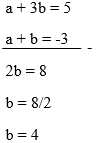 a + 3b = 5
a + b = -3
-
2b = 8
b = 8/2
b = 4